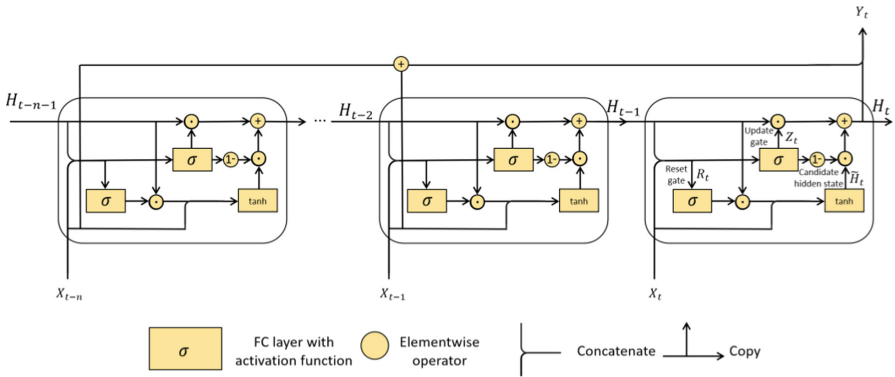 Y_t
+
H_{t-n-1}
...
H_{t-2}
H_{t-1}
H_t
·
+
·
+
·
+
Update
gate
Z_t
σ
1-
·
σ
1-
·
σ
1-
·
Reset
gate
R_t
Candidate
hidden state
H̃_t
σ
·
tanh
σ
·
tanh
σ
·
tanh
X_{t-n}
X_{t-1}
X_t
σ
FC layer with
activation function
Elementwise
operator
Concatenate
Copy